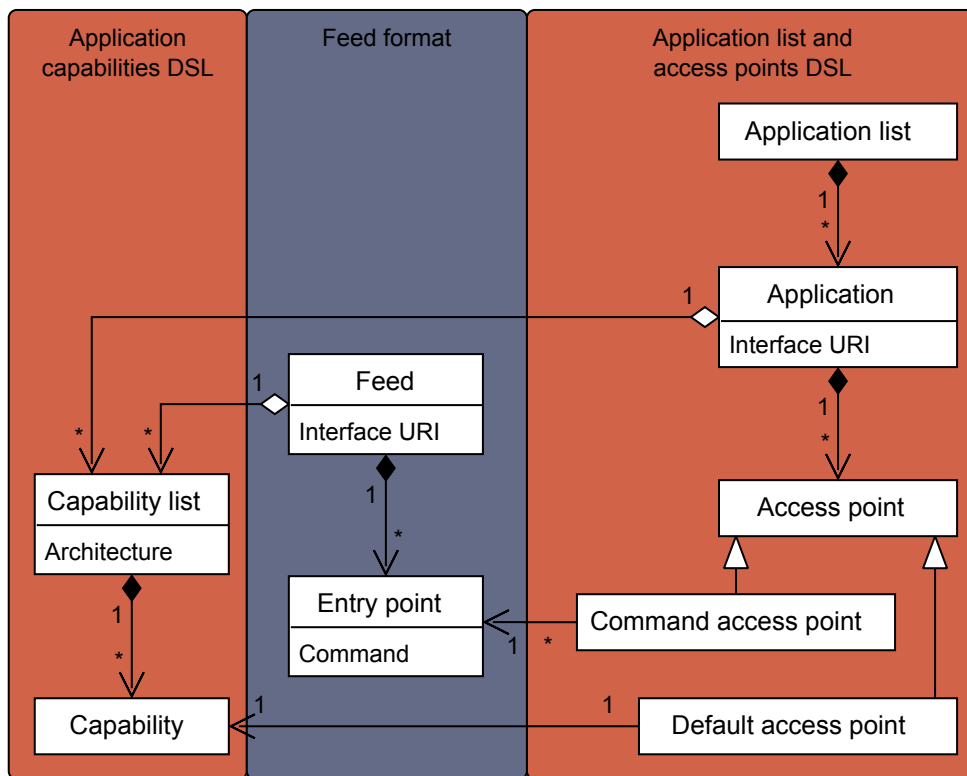 Application
capabilities DSL
Feed format
Application list and
access points DSL
Application list
1
*
Application
Interface URI
1
1
*
Feed
Interface URI
1
*
*
1
*
Capability list
Architecture
1
*
Access point
Entry point
Command
Command access point
1
*
Capability
Default access point
1
1